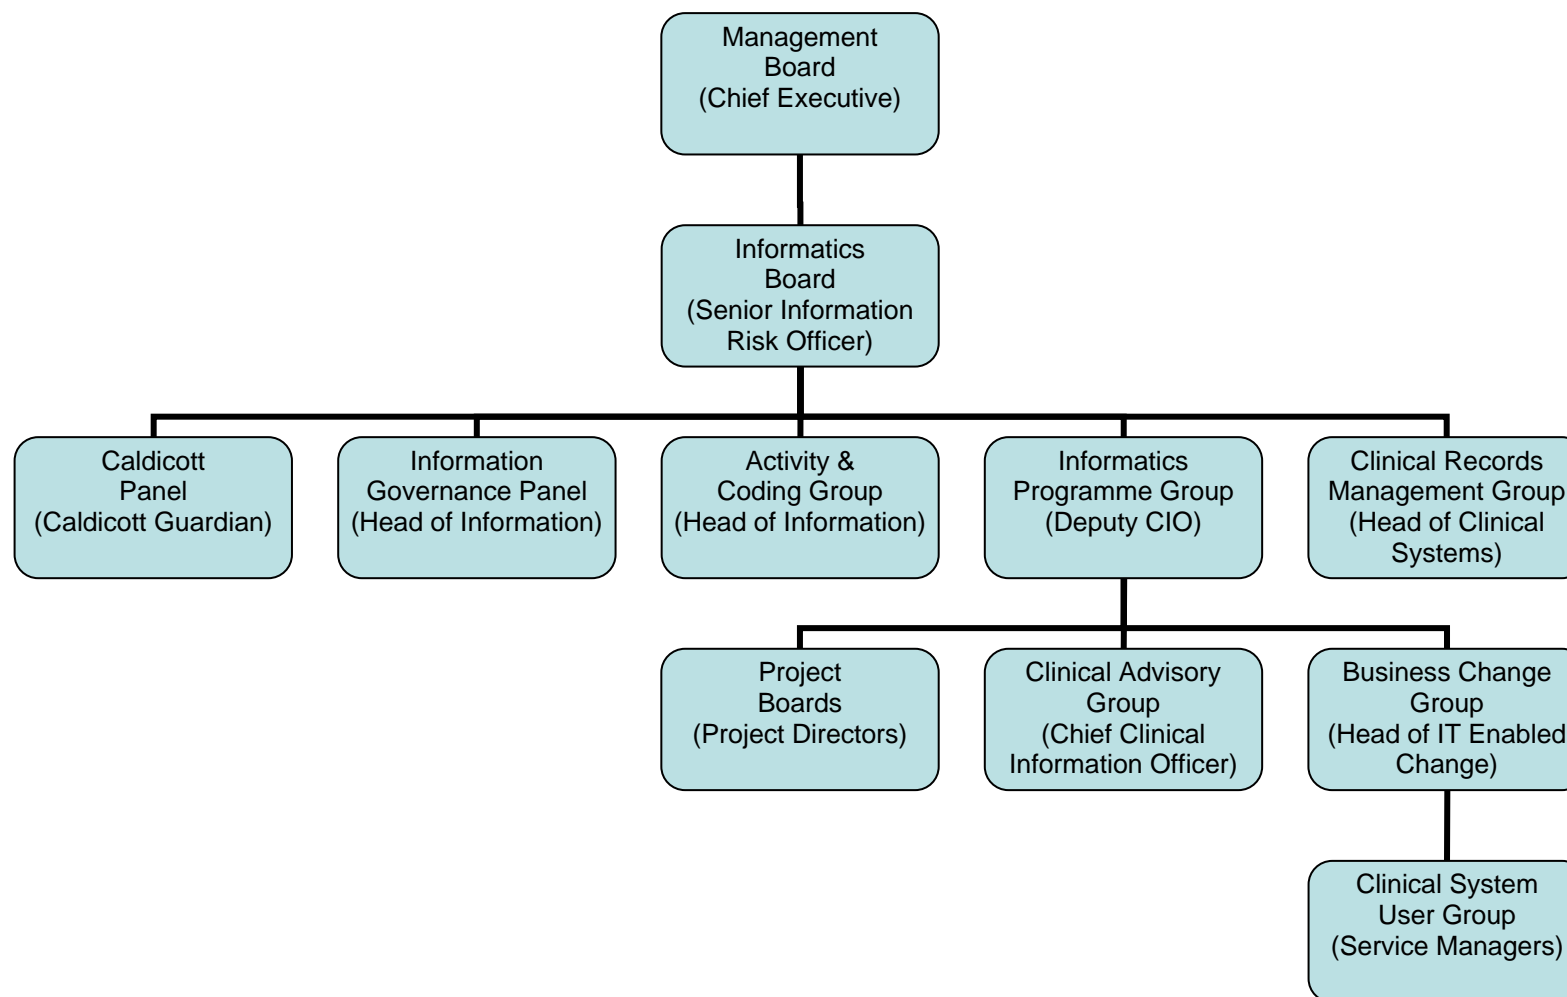 Management
Board
(Chief Executive)
Informatics
Board
(Senior Information
Risk Officer)
Caldicott
Panel
(Caldicott Guardian)
Information
Governance Panel
(Head of Information)
Activity &
Coding Group
(Head of Information)
Informatics
Programme Group
(Deputy CIO)
Clinical Records
Management Group
(Head of Clinical
Systems)
Project
Boards
(Project Directors)
Clinical Advisory
Group
(Chief Clinical
Information Officer)
Business Change
Group
(Head of IT Enabled
Change)
Clinical System
User Group
(Service Managers)